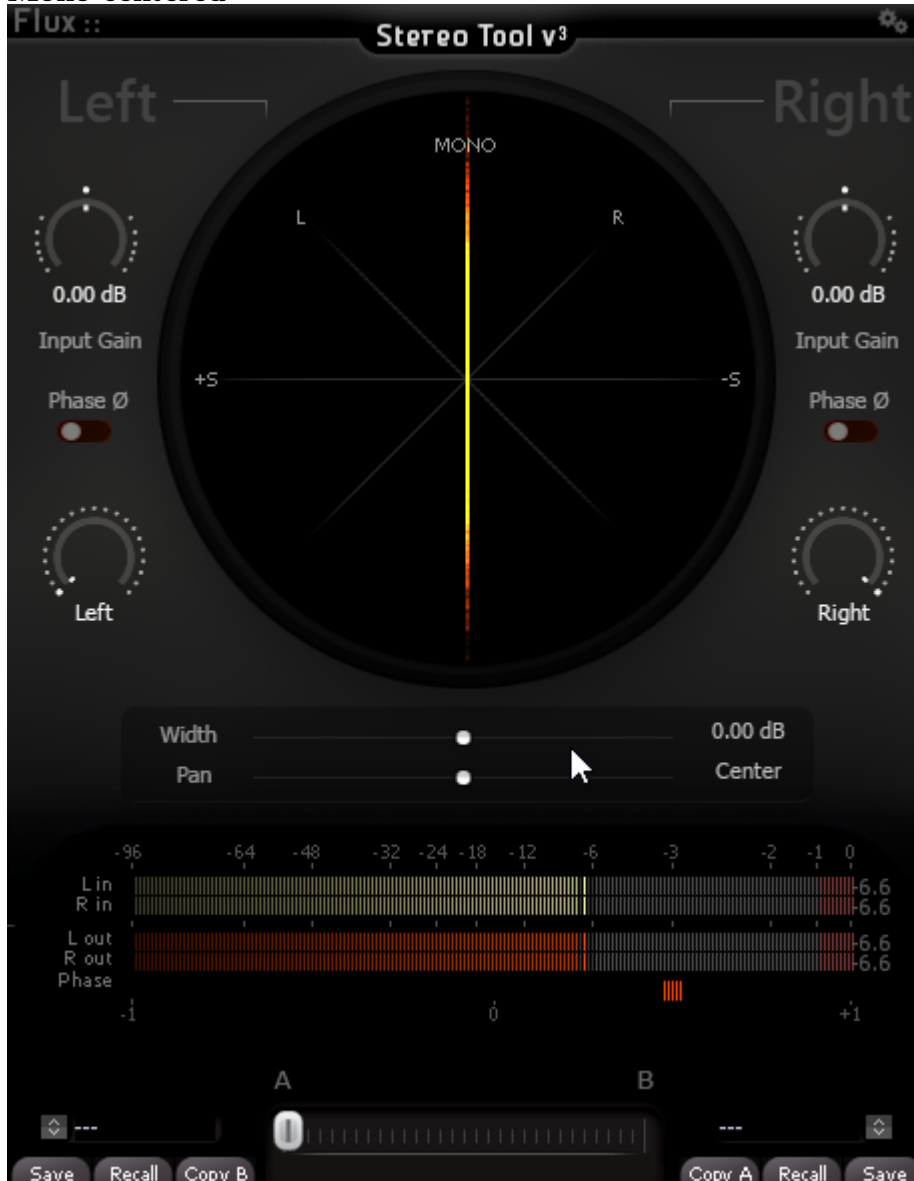 Flux ::
Stereo Tool v3
Left
Right
MONO
L
R
0.00 dB
0.00 dB
Input Gain
Input Gain
+S
-S
Phase Ø
Phase Ø
Left
Right
Width
0.00 dB
Pan
Center
-96 -64 -48 -32 -24 -18 -12 -6 -3 -2 -1 0
L in
-6.6
R in
-6.6
L out
-6.6
R out
-6.6
Phase
-1 0 +1
A
B
---
---
Save Recall Copy B
Copy A Recall Save